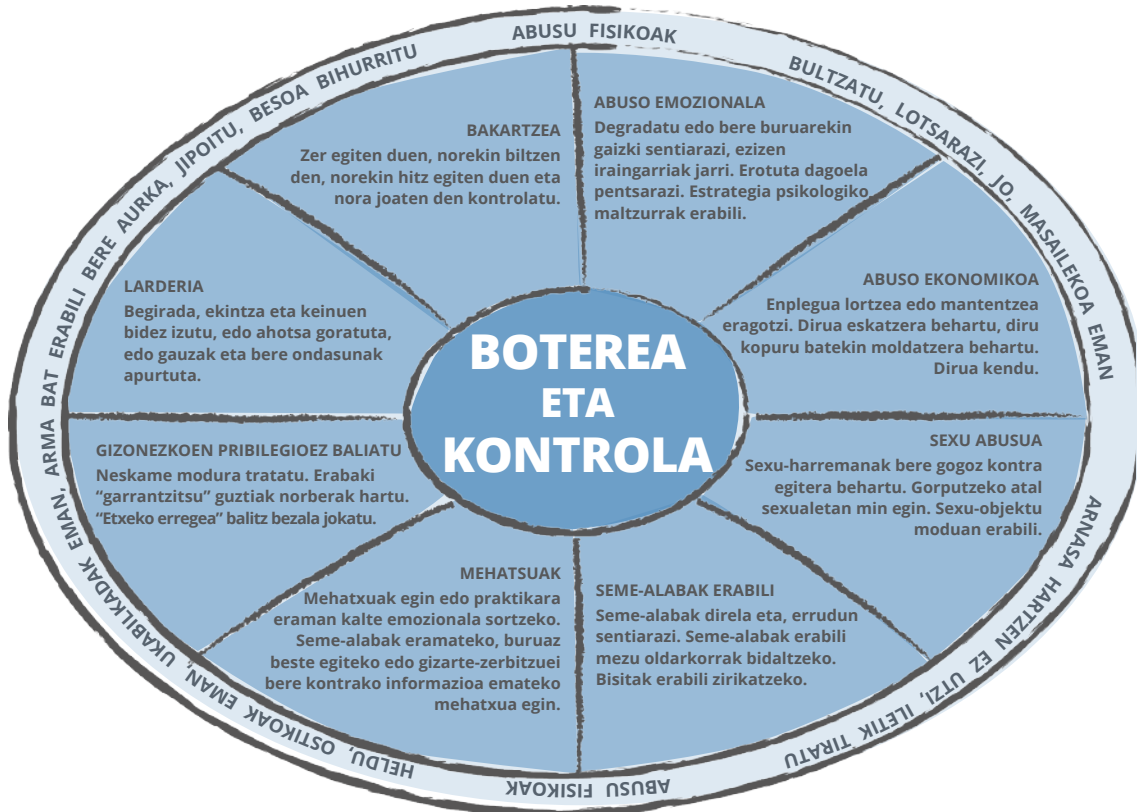 ABUSU FISIKOAK
BULTZATU, LOTSARAZI, JO, MASAILEKOA EMAN
ARNASA HARTZEN EZ UTZI, ILETIK TIRATU
ABUSU FISIKOAK
HELDU, OSTIKOAK EMAN, UKABILKADAK EMAN, ARMA BAT ERABILI BERE AURKA, JIPOITU, BESOA BIHURRITU
BAKARTZEA
Zer egiten duen, norekin biltzen
den, norekin hitz egiten duen eta
nora joaten den kontrolatu.
ABUSO EMOZIONALA
Degradatu edo bere buruarekin
gaizki sentiarazi, ezizen
iraingarriak jarri. Erotuta dagoela
pentsarazi. Estrategia psikologiko
maltzurrak erabili.
ABUSO EKONOMIKOA
Enplegua lortzea edo mantentzea
eragotzi. Dirua eskatzera behartu, diru
kopuru batekin moldatzera behartu.
Dirua kendu.
SEXU ABUSUA
Sexu-harremanak bere gogoz kontra
egitera behartu. Gorputzeko atal
sexualetan min egin. Sexu-objektu
moduan erabili.
SEME-ALABAK ERABILI
Seme-alabak direla eta, errudun
sentiarazi. Seme-alabak erabili
mezu oldarkorrak bidaltzeko.
Bisitak erabili zirikatzeko.
MEHATSUAK
Mehatxuak egin edo praktikara
eraman kalte emozionala sortzeko.
Seme-alabak eramateko, buruaz
beste egiteko edo gizarte-zerbitzuei
bere kontrako informazioa emateko
mehatxua egin.
GIZONEZKOEN PRIBILEGIOEZ BALIATU
Neskame modura tratatu. Erabaki
“garrantzitsu” guztiak norberak hartu.
“Etxeko erregea” balitz bezala jokatu.
LARDERIA
Begirada, ekintza eta keinuen
bidez izutu, edo ahotsa goratuta,
edo gauzak eta bere ondasunak
apurtuta.
BOTEREA
ETA
KONTROLA